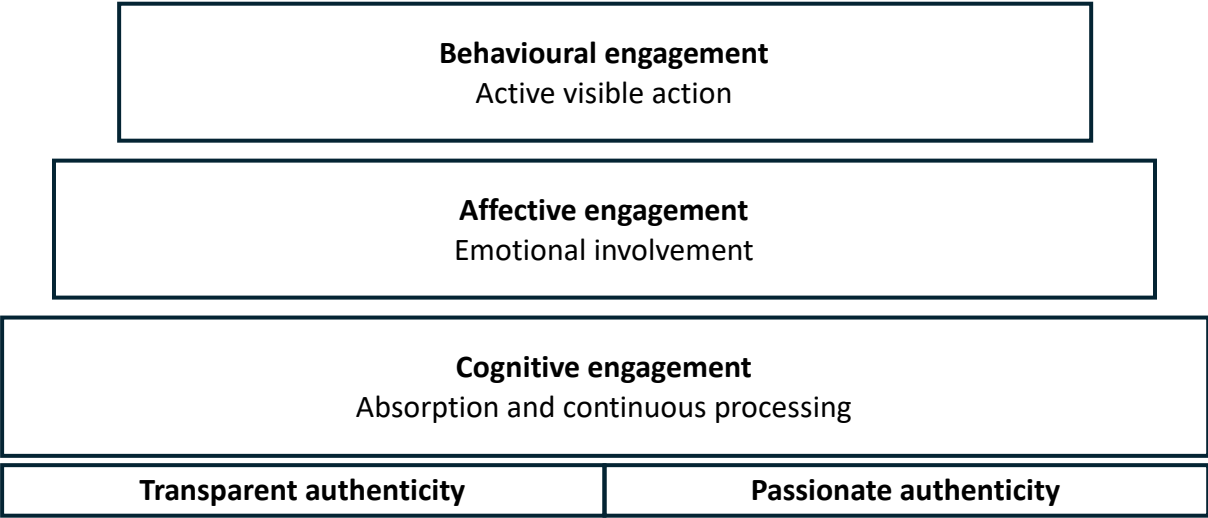 Behavioural engagement
Active visible action
Affective engagement
Emotional involvement
Cognitive engagement
Absorption and continuous processing
Transparent authenticity
Passionate authenticity